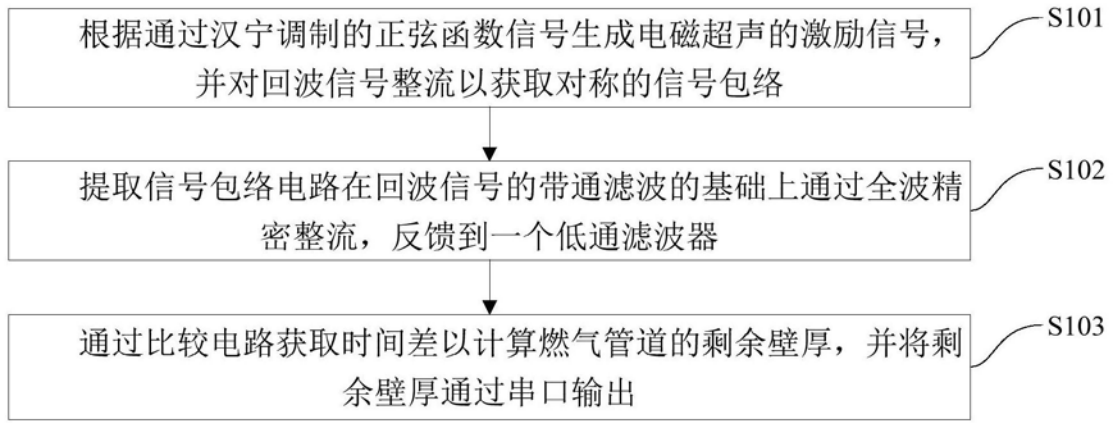 根据通过汉宁调制的正弦函数信号生成电磁超声的激励信号，
并对回波信号整流以获取对称的信号包络
S101
提取信号包络电路在回波信号的带通滤波的基础上通过全波精
密整流，反馈到一个低通滤波器
S102
通过比较电路获取时间差以计算燃气管道的剩余壁厚，并将剩
余壁厚通过串口输出
S103